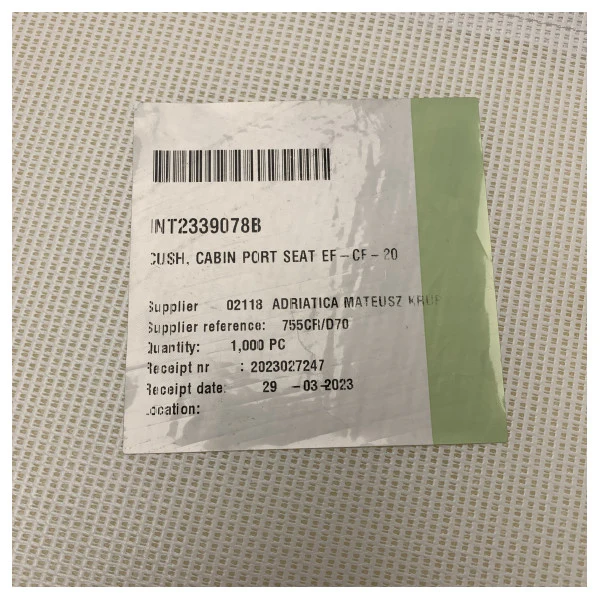 INT2339078B
CUSH. CABIN PORT SEAT EF-CF-20
Supplier 02118 ADRIATICA MATEUSZ
Supplier reference: 755CR/D70
Quantity: 1,000 PC
Receipt nr : 2023027247
Receipt date: 29 -03-2023
Location: